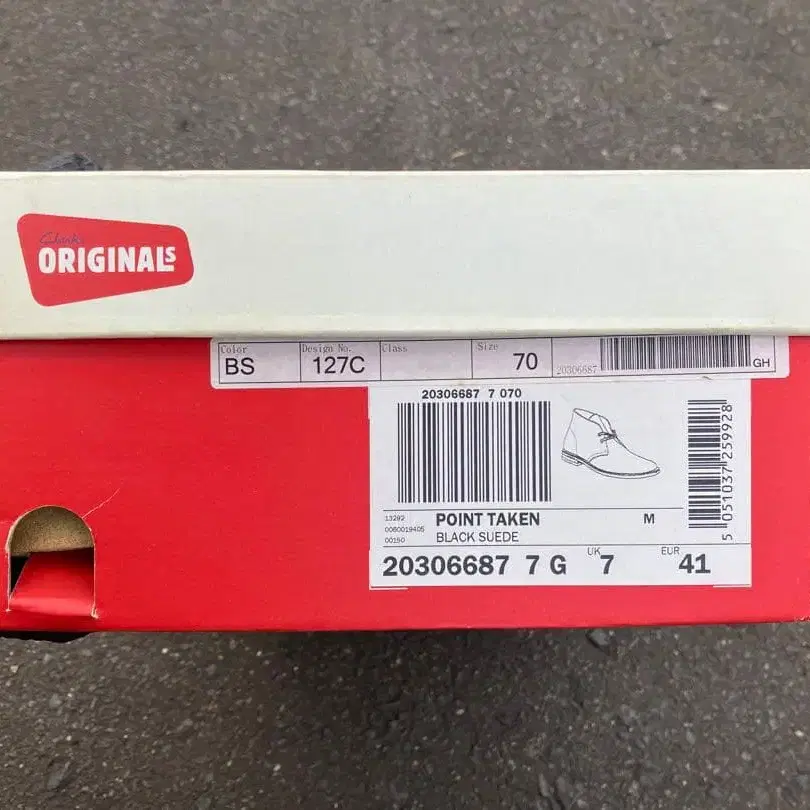 Clarks
ORIGINALS
Color Design No. Class Size
BS 127C 70 20306687 GH
20306687 7 070
5 051037 259928
13292
0060019405
00150
POINT TAKEN M
BLACK SUEDE
20306687 7 G UK 7 EUR 41